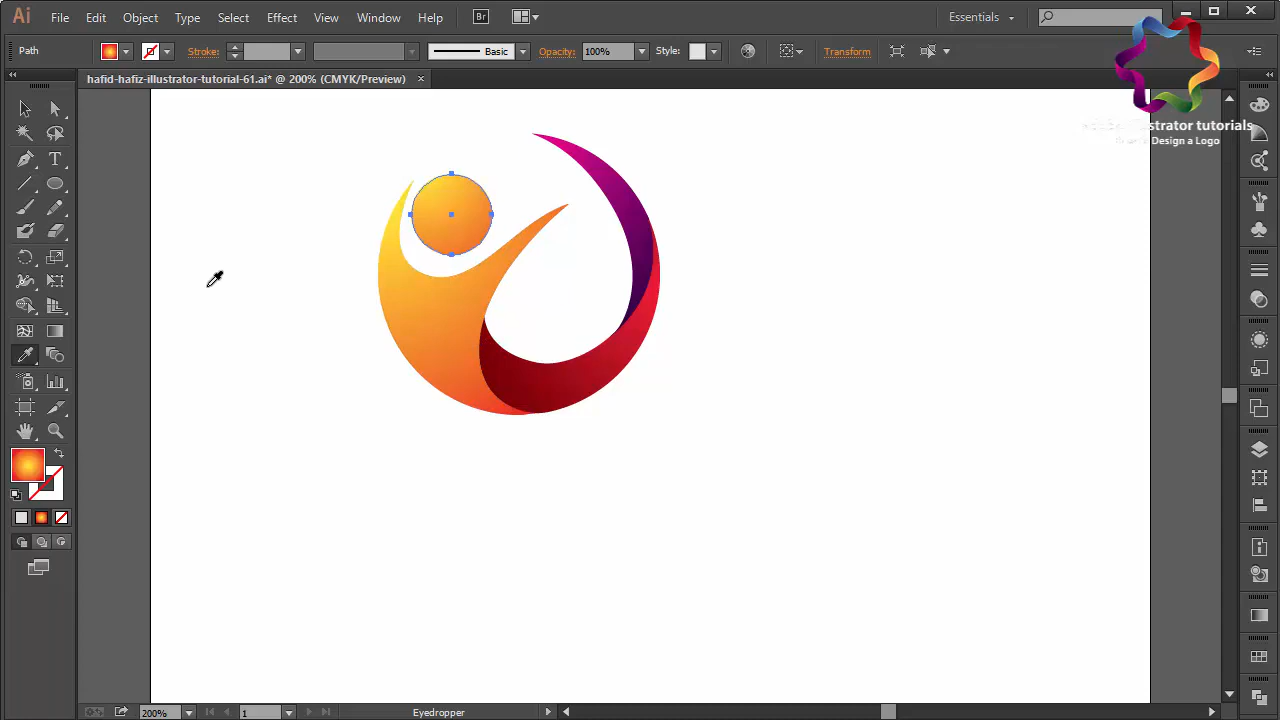 Ai
File Edit Object Type Select Effect View Window Help Br Essentials
Path Stroke: Basic Opacity: 100% Style: Transform
hafid-hafiz-illustrator-tutorial-61.ai* @ 200% (CMYK/Preview)
illustrator tutorials
Design a Logo
T
200% 1 Eyedropper